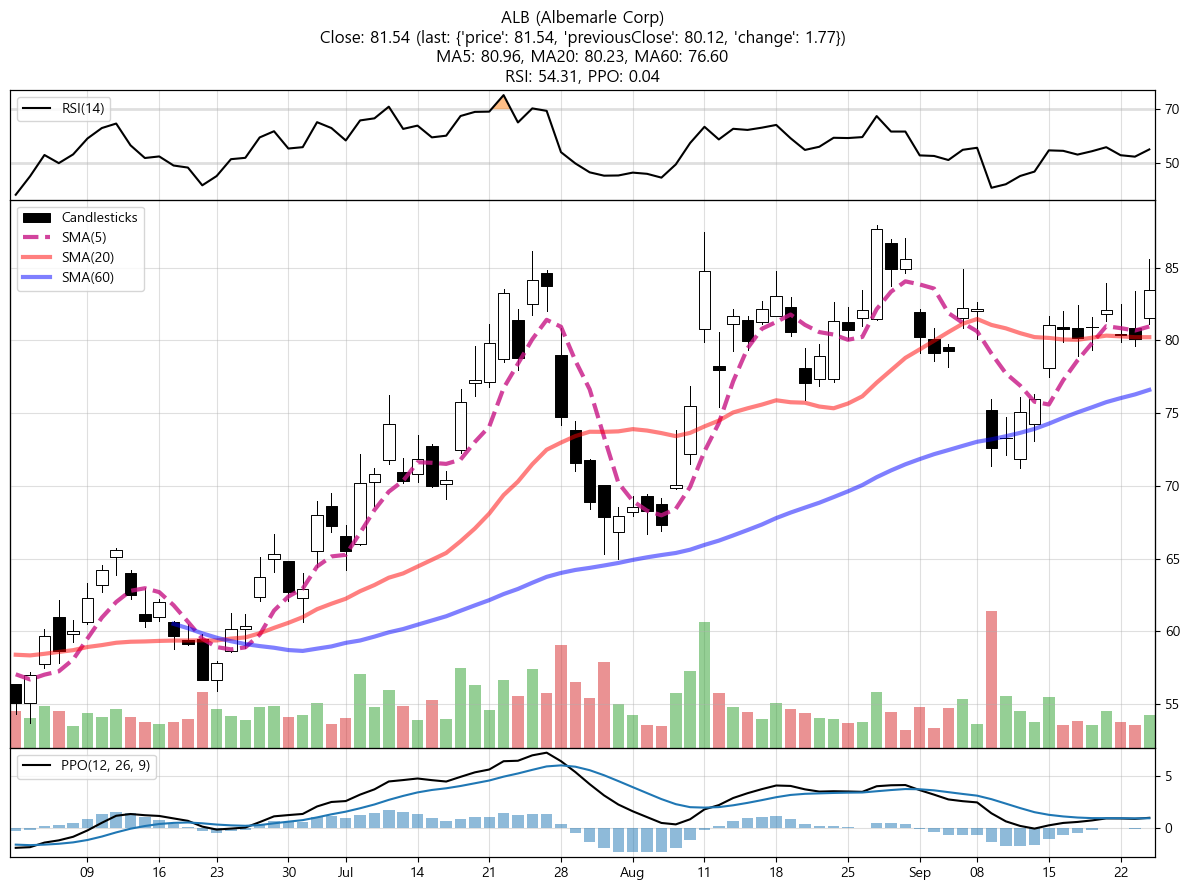 ALB (Albemarle Corp)
Close: 81.54 (last: {'price': 81.54, 'previousClose': 80.12, 'change': 1.77})
MA5: 80.96, MA20: 80.23, MA60: 76.60
RSI: 54.31, PPO: 0.04
RSI(14)
70
50
Candlesticks
SMA(5)
SMA(20)
SMA(60)
85
80
75
70
65
60
55
PPO(12, 26, 9)
5
0
09 16 23 30 Jul 14 21 28 Aug 11 18 25 Sep 08 15 22